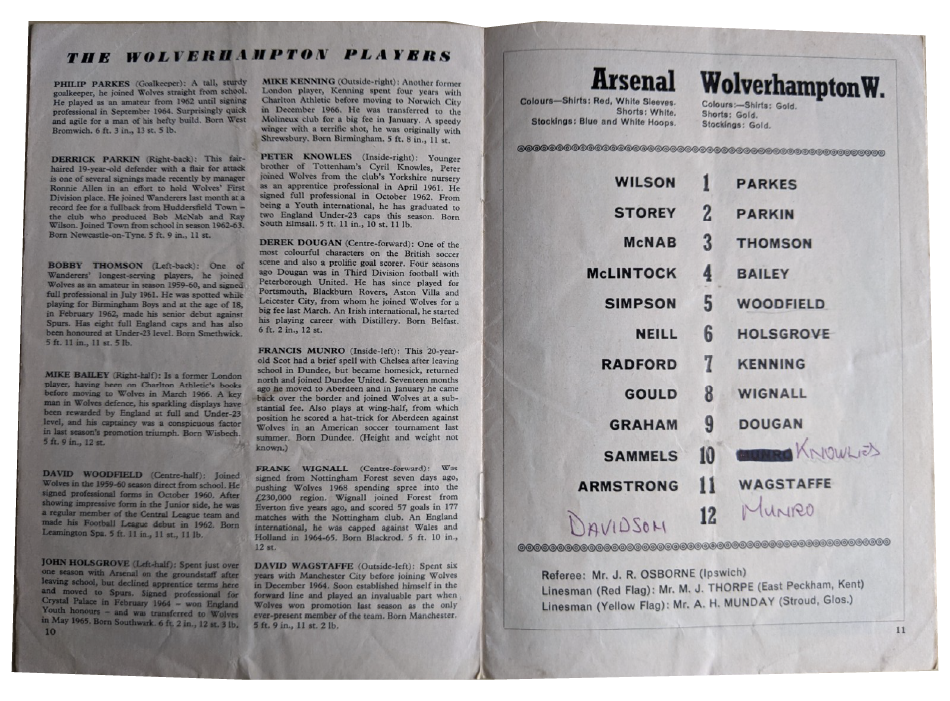 THE WOLVERHAMPTON PLAYERS
PHILIP PARKES (Goalkeeper): A tall, sturdy
goalkeeper, he joined Wolves straight from school.
He played as an amateur from 1962 until signing
professional in September 1964. Surprisingly quick
and agile for a man of his hefty build. Born West
Bromwich. 6 ft. 3 in., 13 st. 5 lb.
DERRICK PARKIN (Right-back): This fair-
haired 19-year-old defender with a flair for attack
is one of several signings made recently by manager
Ronnie Allen in an effort to hold Wolves' First
Division place. He joined Wanderers last month at a
record fee for a fullback from Huddersfield Town –
the club who produced Bob McNab and Ray
Wilson. Joined Town from school in season 1962-63.
Born Newcastle-on-Tyne. 5 ft. 9 in., 11 st.
BOBBY THOMSON (Left-back): One of
Wanderers' longest-serving players, he joined
Wolves as an amateur in season 1959-60, and signed
full professional in July 1961. He was spotted while
playing for Birmingham Boys and at the age of 18,
in February 1962, made his senior debut against
Spurs. Has eight full England caps and has also
been honoured at Under-23 level. Born Smethwick.
5 ft. 11 in., 11 st. 5 lb.
MIKE BAILEY (Right-half): Is a former London
player, having been on Charlton Athletic's books
before moving to Wolves in March 1966. A key
man in Wolves defence, his sparkling displays have
been rewarded by England at full and Under-23
level, and his captaincy was a conspicuous factor
in last season's promotion triumph. Born Wisbech.
5 ft. 9 in., 12 st.
DAVID WOODFIELD (Centre-half): Joined
Wolves in the 1959-60 season direct from school. He
signed professional forms in October 1960. After
showing impressive form in the Junior side, he was
a regular member of the Central League team and
made his Football League debut in 1962. Born
Leamington Spa. 5 ft. 11 in., 11 st., 11 lb.
JOHN HOLSGROVE (Left-half): Spent just over
one season with Arsenal on the groundstaff after
leaving school, but declined apprentice terms here
and moved to Spurs. Signed professional for
Crystal Palace in February 1964 – won England
Youth honours – and was transferred to Wolves
in May 1965. Born Southwark. 6 ft. 2 in., 12 st. 3 lb.
10
MIKE KENNING (Outside-right): Another former
London player, Kenning spent four years with
Charlton Athletic before moving to Norwich City
in December 1966. He was transferred to the
Molineux club for a big fee in January. A speedy
winger with a terrific shot, he was originally with
Shrewsbury. Born Birmingham. 5 ft. 8 in., 11 st.
PETER KNOWLES (Inside-right): Younger
brother of Tottenham's Cyril Knowles, Peter
joined Wolves from the club's Yorkshire nursery
as an apprentice professional in April 1961. He
signed full professional in October 1962. From
being a Youth international, he has graduated to
two England Under-23 caps this season. Born
South Elmsall. 5 ft. 11 in., 10 st. 11 lb.
DEREK DOUGAN (Centre-forward): One of the
most colourful characters on the British soccer
scene and also a prolific goal scorer. Four seasons
ago Dougan was in Third Division football with
Peterborough United. He has since played for
Portsmouth, Blackburn Rovers, Aston Villa and
Leicester City, from whom he joined Wolves for a
big fee last March. An Irish international, he started
his playing career with Distillery. Born Belfast.
6 ft. 2 in., 12 st.
FRANCIS MUNRO (Inside-left): This 20-year-
old Scot had a brief spell with Chelsea after leaving
school in Dundee, but became homesick, returned
north and joined Dundee United. Seventeen months
ago he moved to Aberdeen and in January he came
back over the border and joined Wolves at a sub-
stantial fee. Also plays at wing-half, from which
position he scored a hat-trick for Aberdeen against
Wolves in an American soccer tournament last
summer. Born Dundee. (Height and weight not
known.)
FRANK WIGNALL (Centre-forward): Was
signed from Nottingham Forest seven days ago,
pushing Wolves 1968 spending spree into the
£230,000 region. Wignall joined Forest from
Everton five years ago, and scored 57 goals in 177
matches with the Nottingham club. An England
international, he was capped against Wales and
Holland in 1964-65. Born Blackrod. 5 ft. 10 in.,
12 st.
DAVID WAGSTAFFE (Outside-left): Spent six
years with Manchester City before joining Wolves
in December 1964. Soon established himself in the
forward line and played an invaluable part when
Wolves won promotion last season as the only
ever-present member of the team. Born Manchester.
5 ft. 9 in., 11 st. 2 lb.
Arsenal Wolverhampton W.
Colours—Shirts: Red, White Sleeves.
Shorts: White.
Stockings: Blue and White Hoops.
Colours:—Shirts: Gold.
Shorts: Gold.
Stockings: Gold.
WILSON 1 PARKES
STOREY 2 PARKIN
McNAB 3 THOMSON
McLINTOCK 4 BAILEY
SIMPSON 5 WOODFIELD
NEILL 6 HOLSGROVE
RADFORD 7 KENNING
GOULD 8 WIGNALL
GRAHAM 9 DOUGAN
SAMMELS 10 MUNRO KNOWLES
ARMSTRONG 11 WAGSTAFFE
DAVIDSON 12 MUNRO
Referee: Mr. J. R. OSBORNE (Ipswich)
Linesman (Red Flag): Mr. M. J. THORPE (East Peckham, Kent)
Linesman (Yellow Flag): Mr. A. H. MUNDAY (Stroud, Glos.)
11